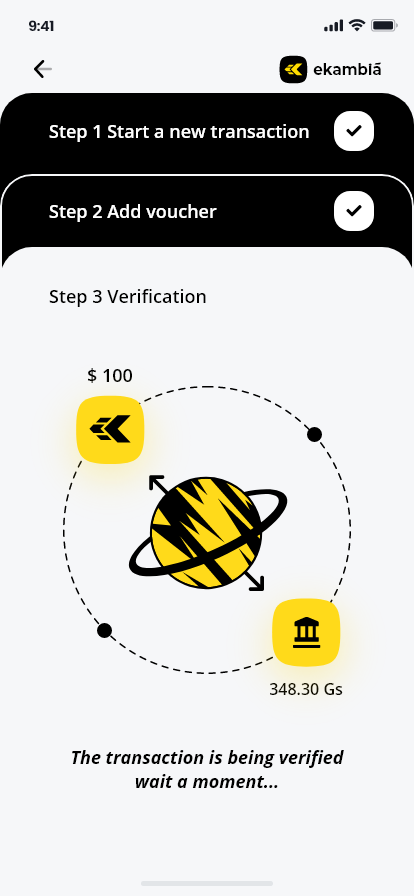 9:41
ekamblă
Step 1 Start a new transaction
Step 2 Add voucher
Step 3 Verification
$ 100
348.30 Gs
The transaction is being verified
wait a moment...